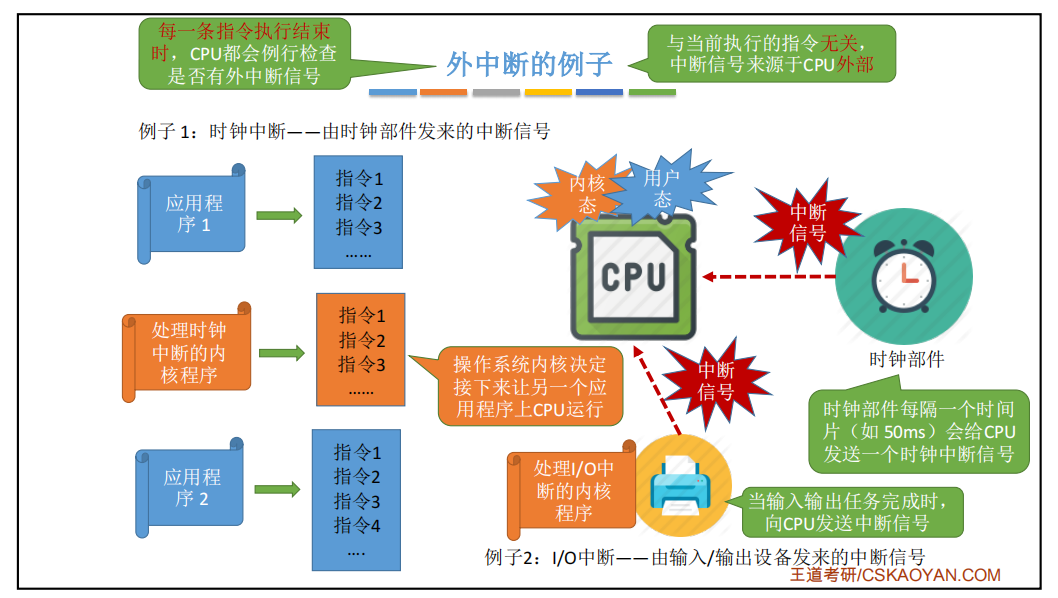 每一条指令执行结束
时，CPU都会例行检查
是否有外中断信号
外中断的例子
与当前执行的指令无关，
中断信号来源于CPU外部
例子 1：时钟中断——由时钟部件发来的中断信号
应用程
序 1
指令1
指令2
指令3
……
内核
态
用户
态
CPU
中断
信号
时钟部件
时钟部件每隔一个时间
片（如 50ms）会给CPU
发送一个时钟中断信号
处理时钟
中断的内
核程序
指令1
指令2
指令3
……
操作系统内核决定
接下来让另一个应
用程序上CPU运行
中断
信号
应用程
序 2
指令1
指令2
指令3
指令4
….
处理I/O中
断的内核
程序
当输入输出任务完成时，
向CPU发送中断信号
例子2：I/O中断——由输入/输出设备发来的中断信号
王道考研/CSKAOYAN.COM